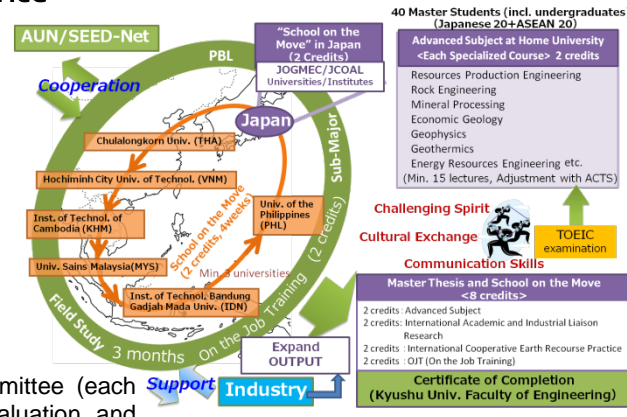 AUN/SEED-Net
Cooperation
PBL
Sub-Major
(2 credits)
On the Job Training
3 months
Field Study
"School on the
Move" in Japan
(2 Credits)
JOGMEC/JCOAL
Universities/Institutes
Japan
Chulalongkorn Univ. (THA)
Hochiminh City Univ. of Technol. (VNM)
Inst. of Technol. of
Cambodia (KHM)
Univ. Sains Malaysia(MYS)
Inst. of Technol. Bandung
Gadjah Mada Univ. (IDN)
Univ. of the
Philippines
(PHL)
School on the Move
(2 credits, 4weeks)
Min. 3 universities
Support
Industry
Expand
OUTPUT
40 Master Students (incl. undergraduates)
(Japanese 20+ASEAN 20)
Advanced Subject at Home University
<Each Specialized Course> 2 credits
Resources Production Engineering
Rock Engineering
Mineral Processing
Economic Geology
Geophysics
Geothermics
Energy Resources Engineering etc.
(Min. 15 lectures, Adjustment with ACTS)
Challenging Spirit
Cultural Exchange
Communication Skills
TOEIC
examination
Master Thesis and School on the Move
<8 credits>
2 credits: Advanced Subject
2 credits: International Academic and Industrial Liaison
Research
2 credits : International Cooperative Earth Recourse Practice
2 credits : OJT (On the Job Training)
Certificate of Completion
(Kyushu Univ. Faculty of Engineering)
mmittee (each
aluation and